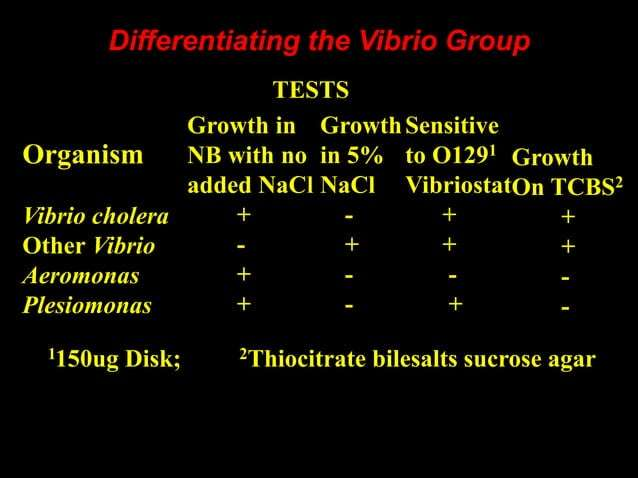 Differentiating the Vibrio Group
TESTS
Organism Growth in NB with no added NaCl Growth in 5% NaCl Sensitive to O129¹ Vibriostat Growth On TCBS²
Vibrio cholera + - + +
Other Vibrio - + + +
Aeromonas + - - -
Plesiomonas + - + -
¹150ug Disk; ²Thiocitrate bilesalts sucrose agar